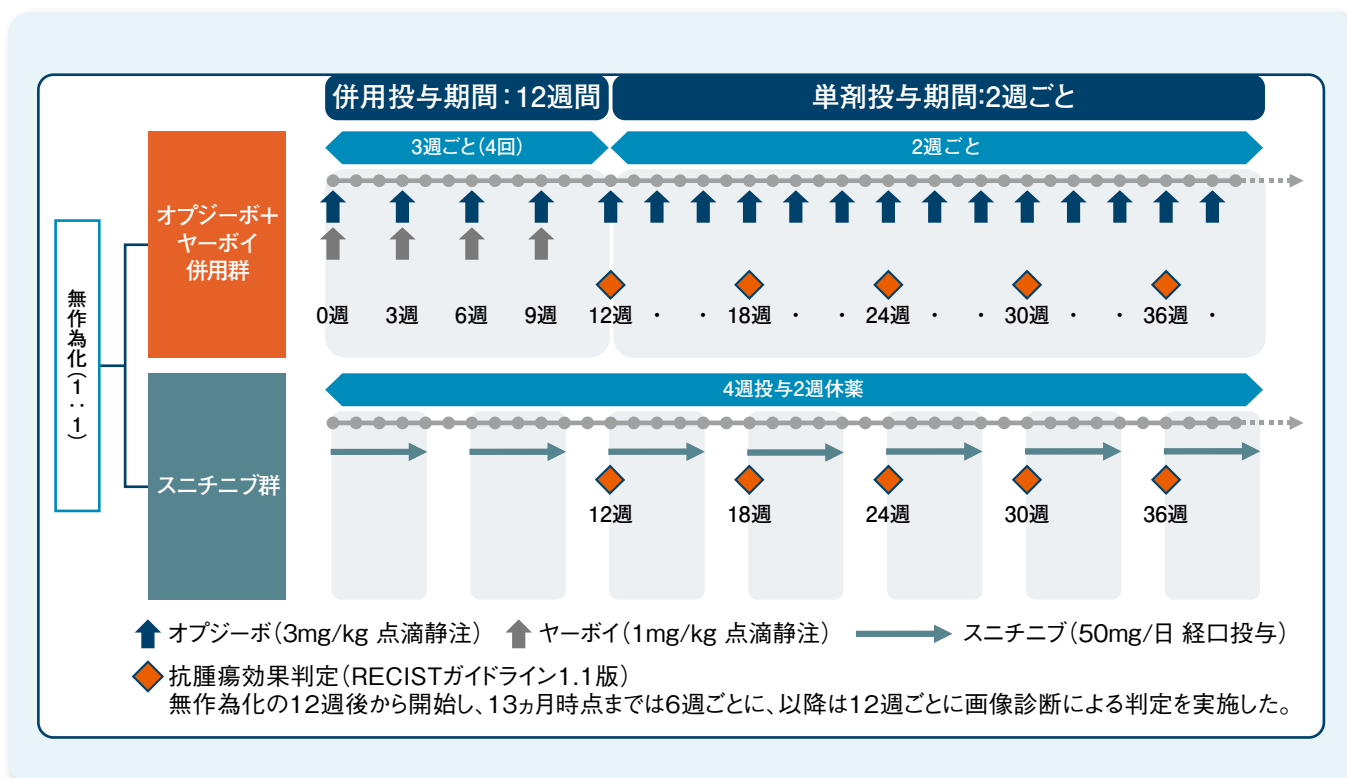 併用投与期間：12週間
単剤投与期間：2週ごと
3週ごと（4回）
2週ごと
無作為化（1：1）
オプジーボ＋
ヤーボイ
併用群
0週 3週 6週 9週 12週 ・ ・ 18週 ・ ・ 24週 ・ ・ 30週 ・ ・ 36週 ・
4週投与2週休薬
スニチニブ群
12週 18週 24週 30週 36週
オプジーボ（3mg/kg 点滴静注） ヤーボイ（1mg/kg 点滴静注） スニチニブ（50mg/日 経口投与）
抗腫瘍効果判定（RECISTガイドライン1.1版）
無作為化の12週後から開始し、13ヵ月時点までは6週ごとに、以降は12週ごとに画像診断による判定を実施した。